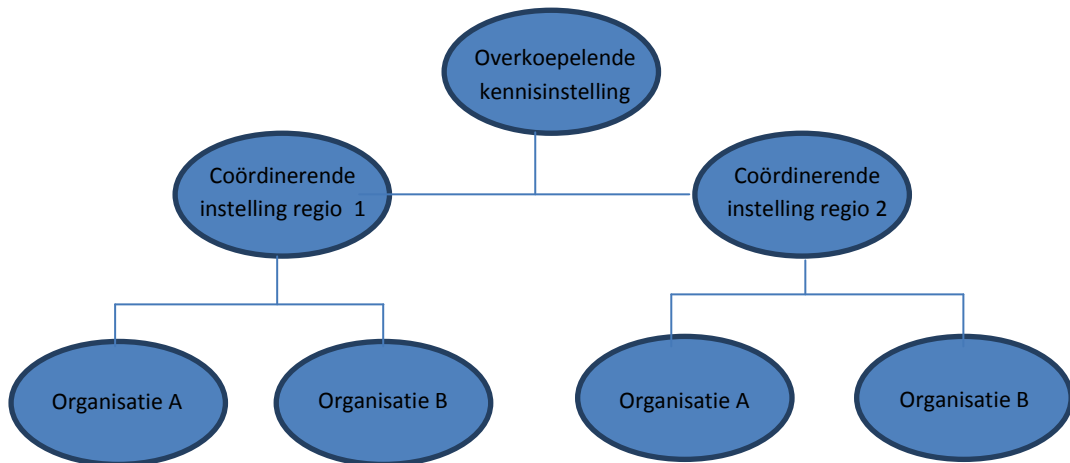 Overkoepelende
kennisinstelling
Coördinerende
instelling regio 1
Coördinerende
instelling regio 2
Organisatie A
Organisatie B
Organisatie A
Organisatie B